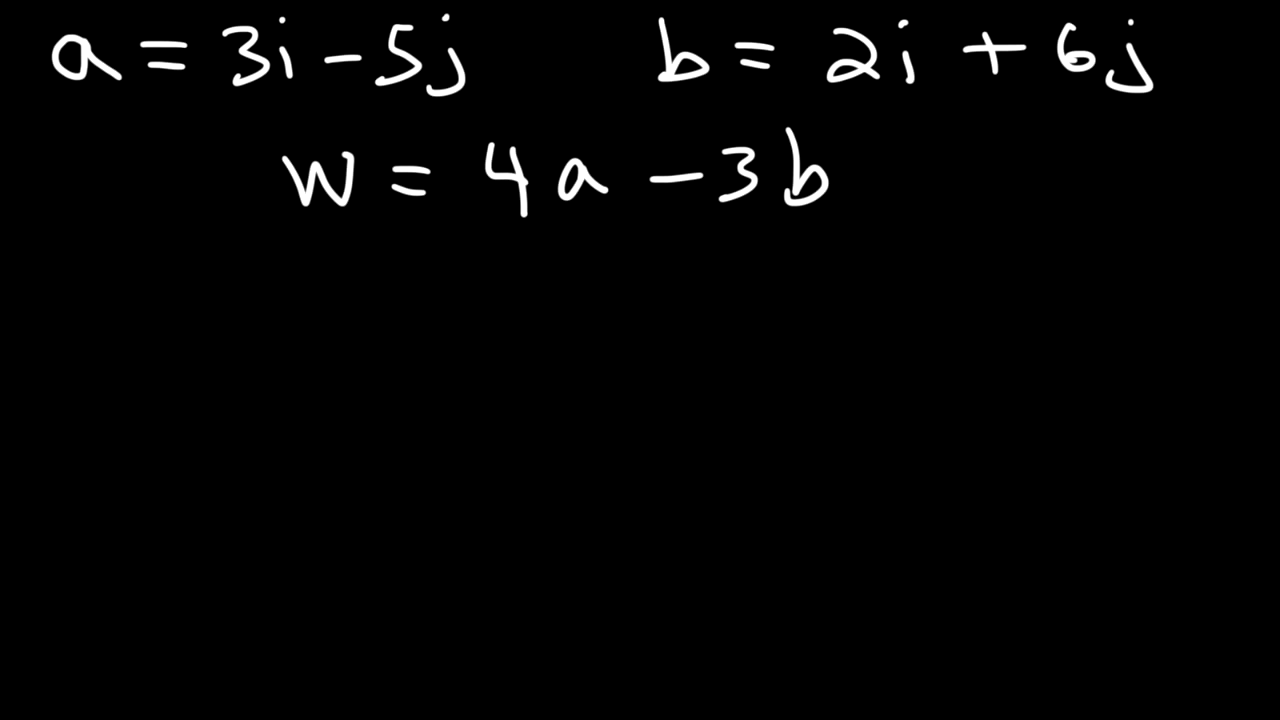 a = 3i - 5j b = 2i + 6j
w = 4a - 3b